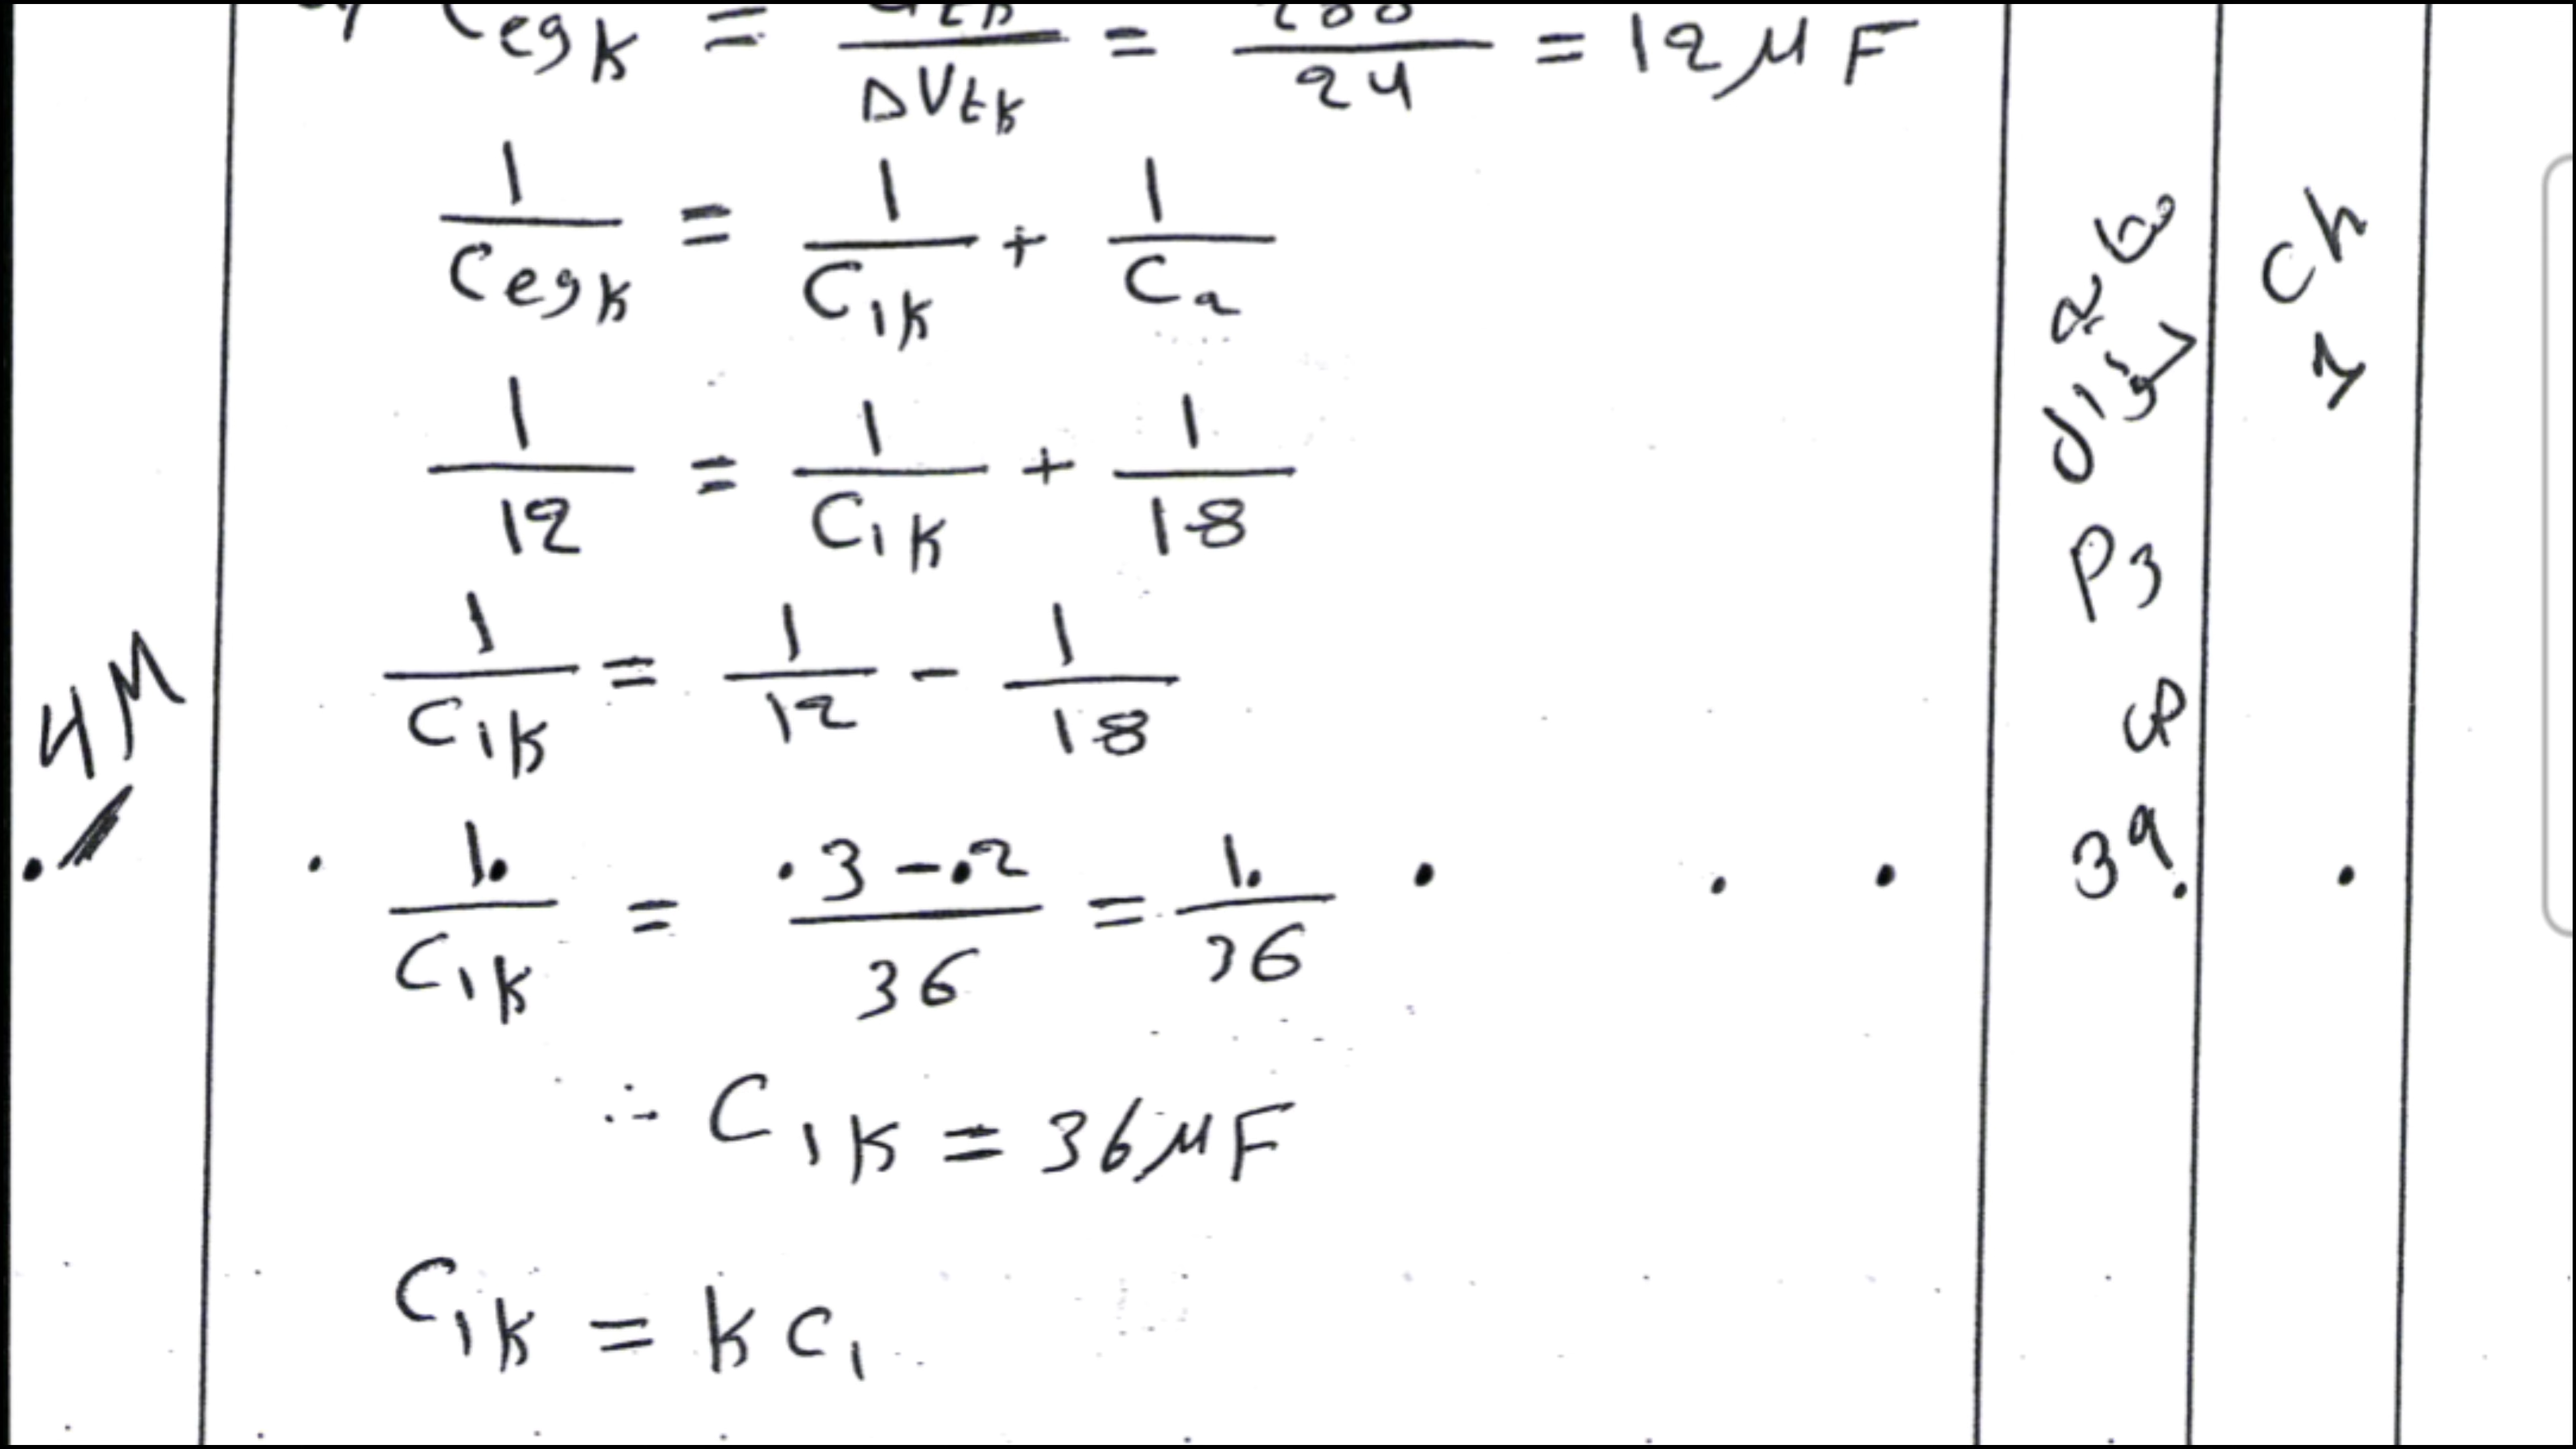 C_eqk = Q_tk / ΔV_tk = 288 / 24 = 12 μF
1 / C_eqk = 1 / C_1k + 1 / C_2
1 / 12 = 1 / C_1k + 1 / 18
1 / C_1k = 1 / 12 - 1 / 18
1 / C_1k = 3 - 2 / 36 = 1 / 36
∴ C_1k = 36 μF
C_1k = k C_1
4M
P3
39
Ch
1